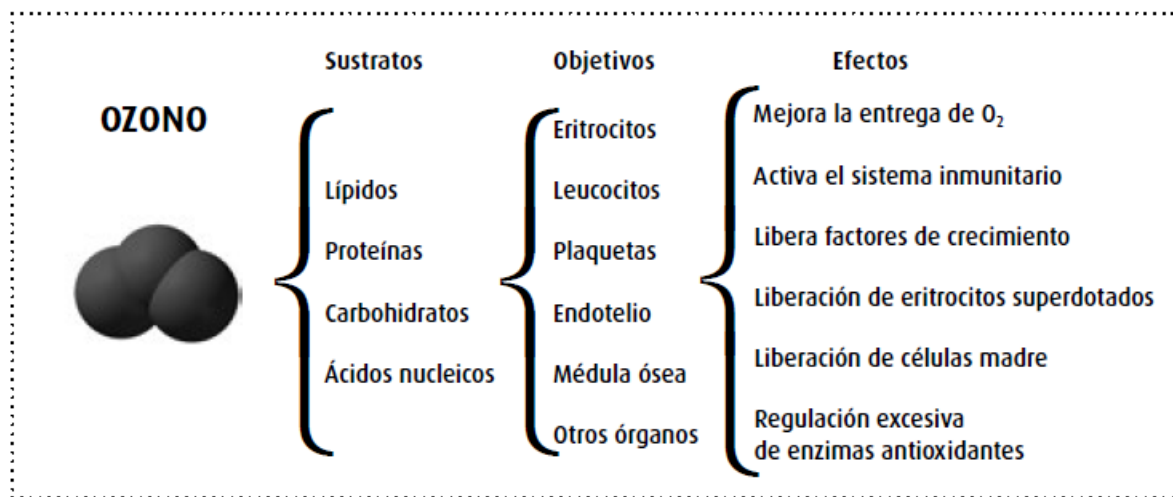 Sustratos
Objetivos
Efectos
OZONO
Lípidos
Proteínas
Carbohidratos
Ácidos nucleicos
Eritrocitos
Leucocitos
Plaquetas
Endotelio
Médula ósea
Otros órganos
Mejora la entrega de O₂
Activa el sistema inmunitario
Libera factores de crecimiento
Liberación de eritrocitos superdotados
Liberación de células madre
Regulación excesiva
de enzimas antioxidantes